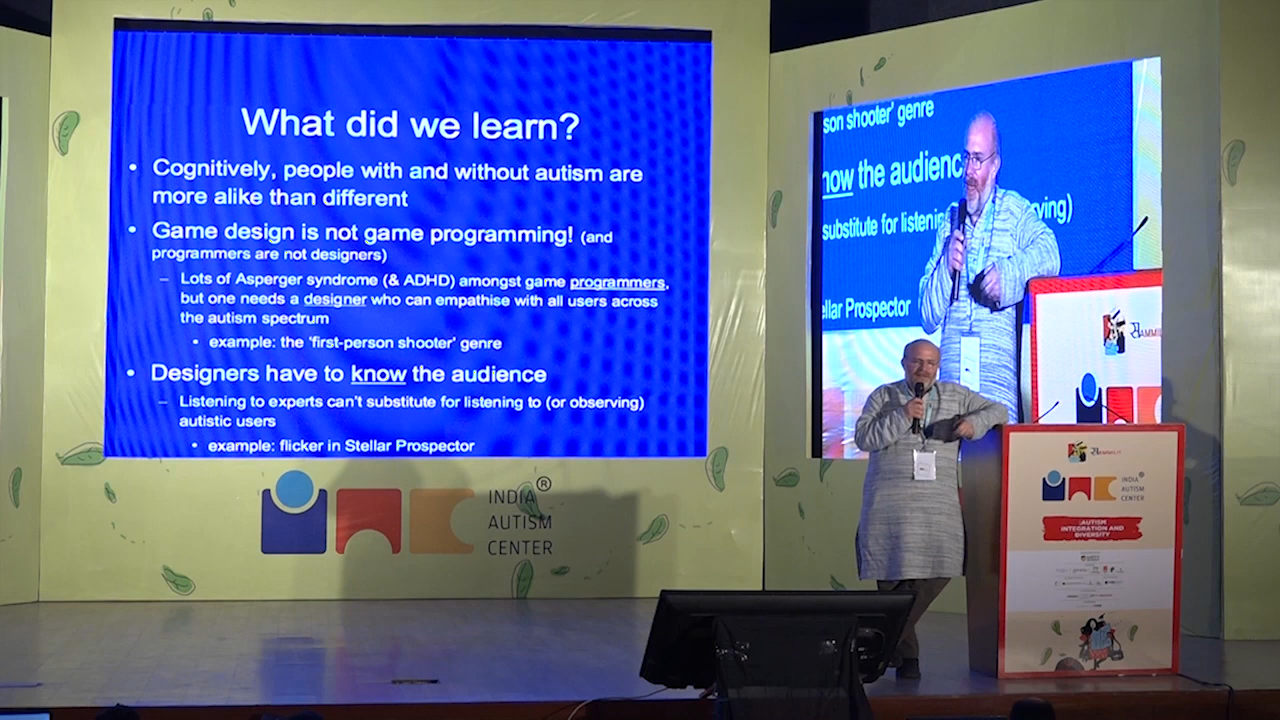 What did we learn?
• Cognitively, people with and without autism are
more alike than different
• Game design is not game programming! (and
programmers are not designers)
– Lots of Asperger syndrome (& ADHD) amongst game programmers,
but one needs a designer who can empathise with all users across
the autism spectrum
• example: the 'first-person shooter' genre
• Designers have to know the audience
– Listening to experts can't substitute for listening to (or observing)
autistic users
• example: flicker in Stellar Prospector
INDIA ®
AUTISM
CENTER
son shooter' genre
now the audienc
substitute for listenin
ving)
ellar Prospector
सAMMILIT
सAMMILIT
INDIA ®
AUTISM
CENTER
AUTISM
INTEGRATION AND
DIVERSITY